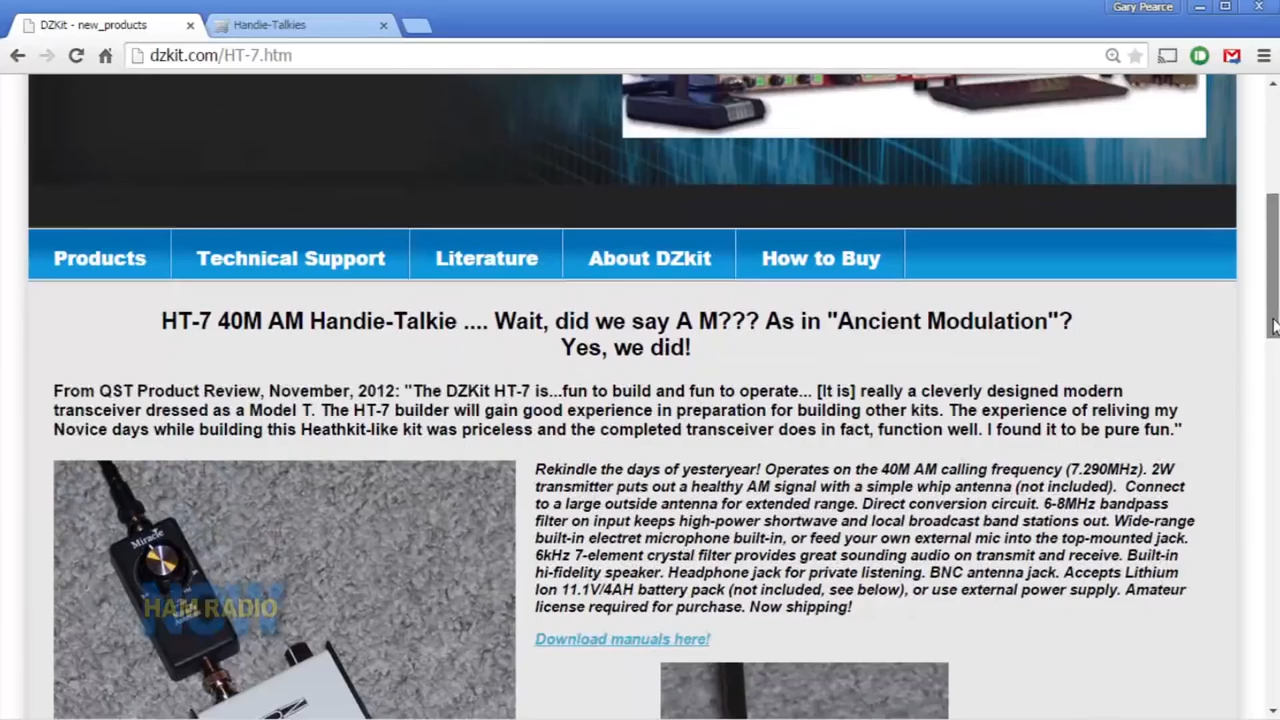 Gary Pearce
DZKit - new_products
Handie-Talkies
dzkit.com/HT-7.htm
Products
Technical Support
Literature
About DZkit
How to Buy
HT-7 40M AM Handie-Talkie .... Wait, did we say A M??? As in "Ancient Modulation"?
Yes, we did!
From QST Product Review, November, 2012: "The DZKit HT-7 is...fun to build and fun to operate... [It is] really a cleverly designed modern
transceiver dressed as a Model T. The HT-7 builder will gain good experience in preparation for building other kits. The experience of reliving my
Novice days while building this Heathkit-like kit was priceless and the completed transceiver does in fact, function well. I found it to be pure fun."
Rekindle the days of yesteryear! Operates on the 40M AM calling frequency (7.290MHz). 2W
transmitter puts out a healthy AM signal with a simple whip antenna (not included). Connect
to a large outside antenna for extended range. Direct conversion circuit. 6-8MHz bandpass
filter on input keeps high-power shortwave and local broadcast band stations out. Wide-range
built-in electret microphone built-in, or feed your own external mic into the top-mounted jack.
6kHz 7-element crystal filter provides great sounding audio on transmit and receive. Built-in
hi-fidelity speaker. Headphone jack for private listening. BNC antenna jack. Accepts Lithium
Ion 11.1V/4AH battery pack (not included, see below), or use external power supply. Amateur
license required for purchase. Now shipping!
Download manuals here!
Miracle
HAM RADIO
NOW